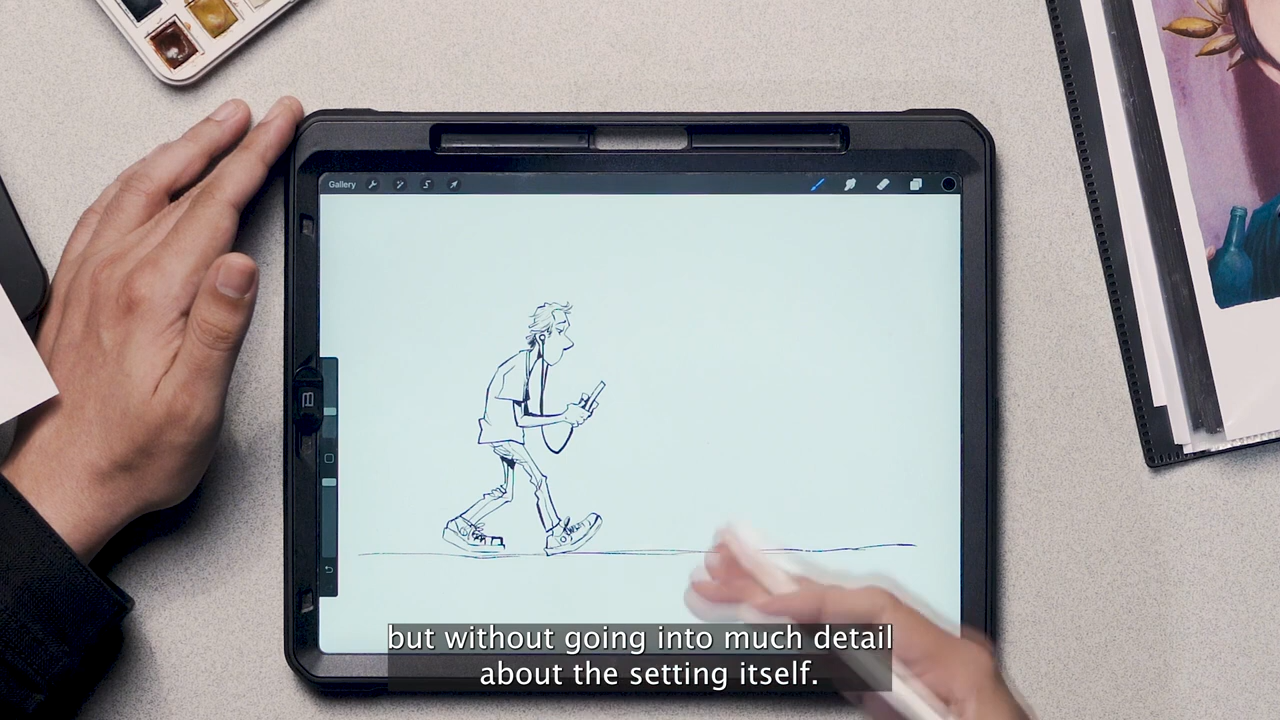 Gallery
but without going into much detail
about the setting itself.